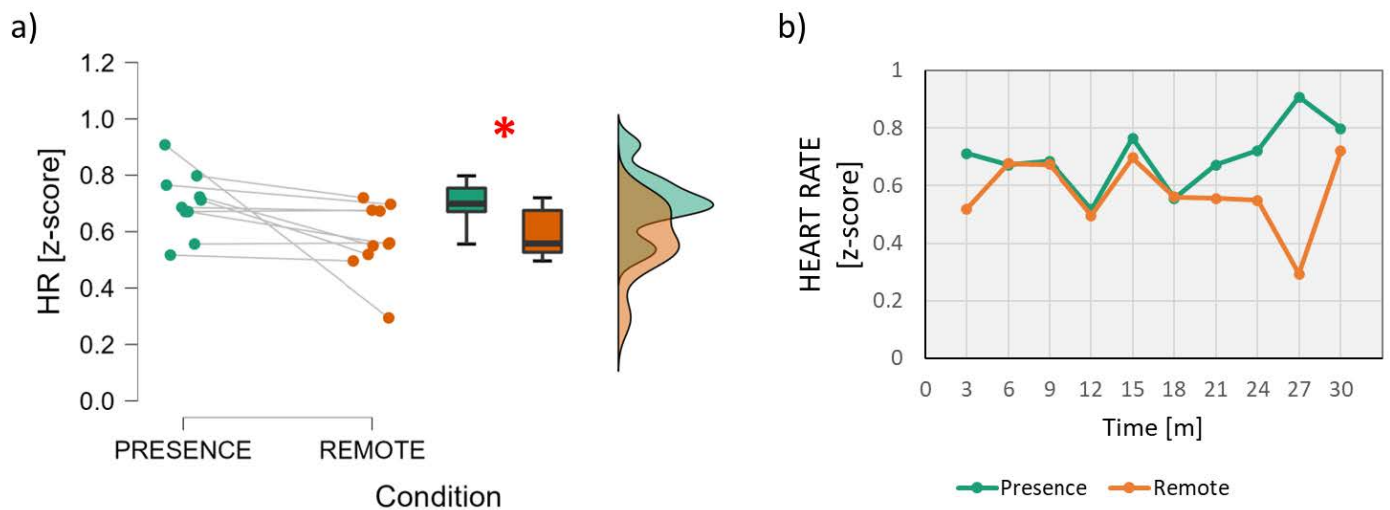 a)
HR [z-score]
1.2
1.0
0.8
0.6
0.4
0.2
0.0
*
PRESENCE REMOTE
Condition
b)
HEART RATE
[z-score]
1
0.8
0.6
0.4
0.2
0
0 3 6 9 12 15 18 21 24 27 30
Time [m]
Presence Remote